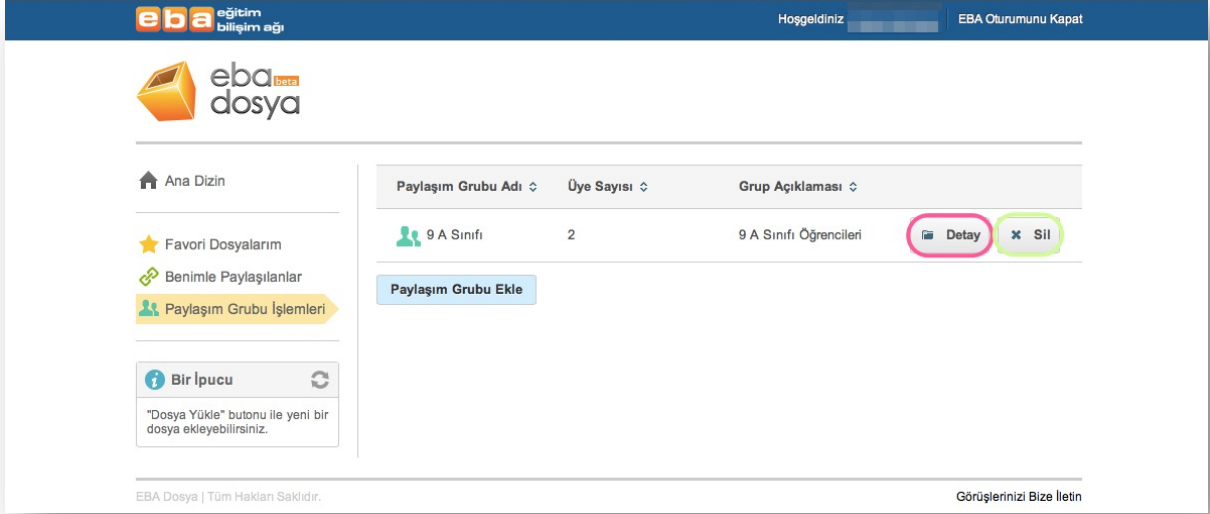 eba eğitim
bilişim ağı
Hoşgeldiniz
EBA Oturumunu Kapat
eba beta
dosya
Ana Dizin
Favori Dosyalarım
Benimle Paylaşılanlar
Paylaşım Grubu İşlemleri
Bir İpucu
"Dosya Yükle" butonu ile yeni bir
dosya ekleyebilirsiniz.
Paylaşım Grubu Adı Üye Sayısı Grup Açıklaması
9 A Sınıfı 2 9 A Sınıfı Öğrencileri Detay Sil
Paylaşım Grubu Ekle
EBA Dosya | Tüm Hakları Saklıdır.
Görüşlerinizi Bize İletin